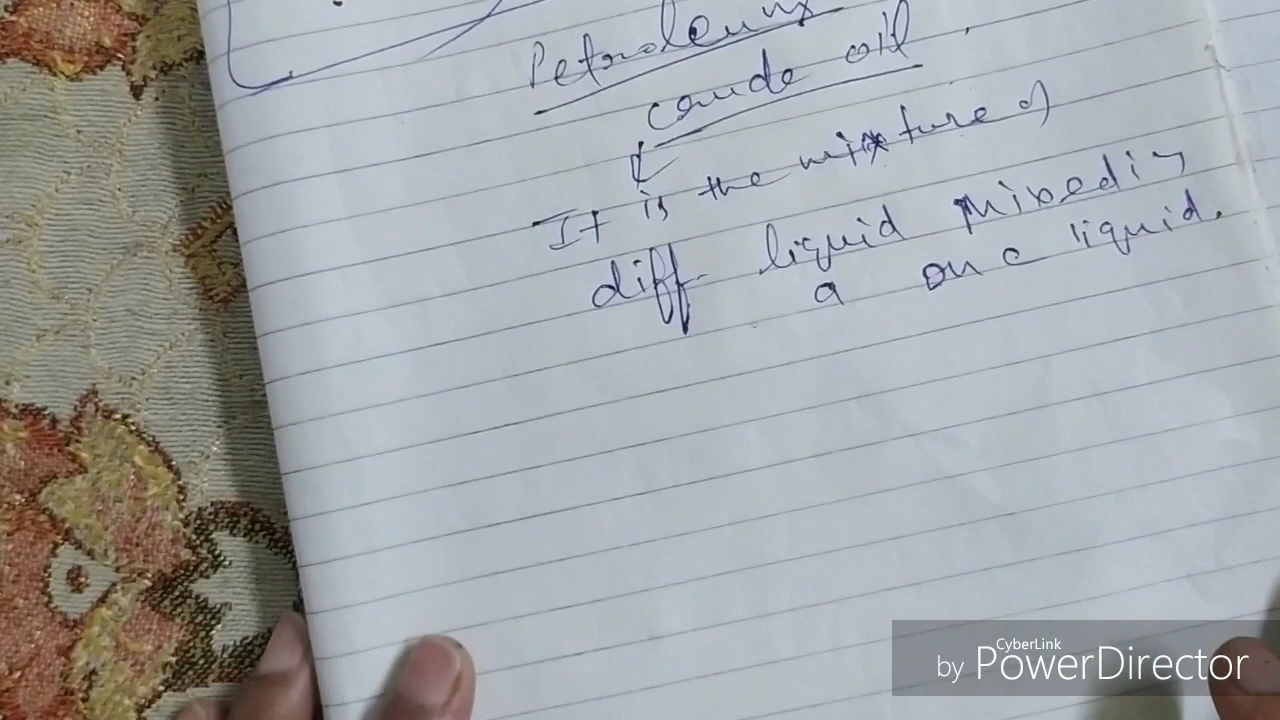 Petroleum
crude oil.
It is the mixture of
diff. liquid mixed in
a one liquid.
CyberLink
by PowerDirector